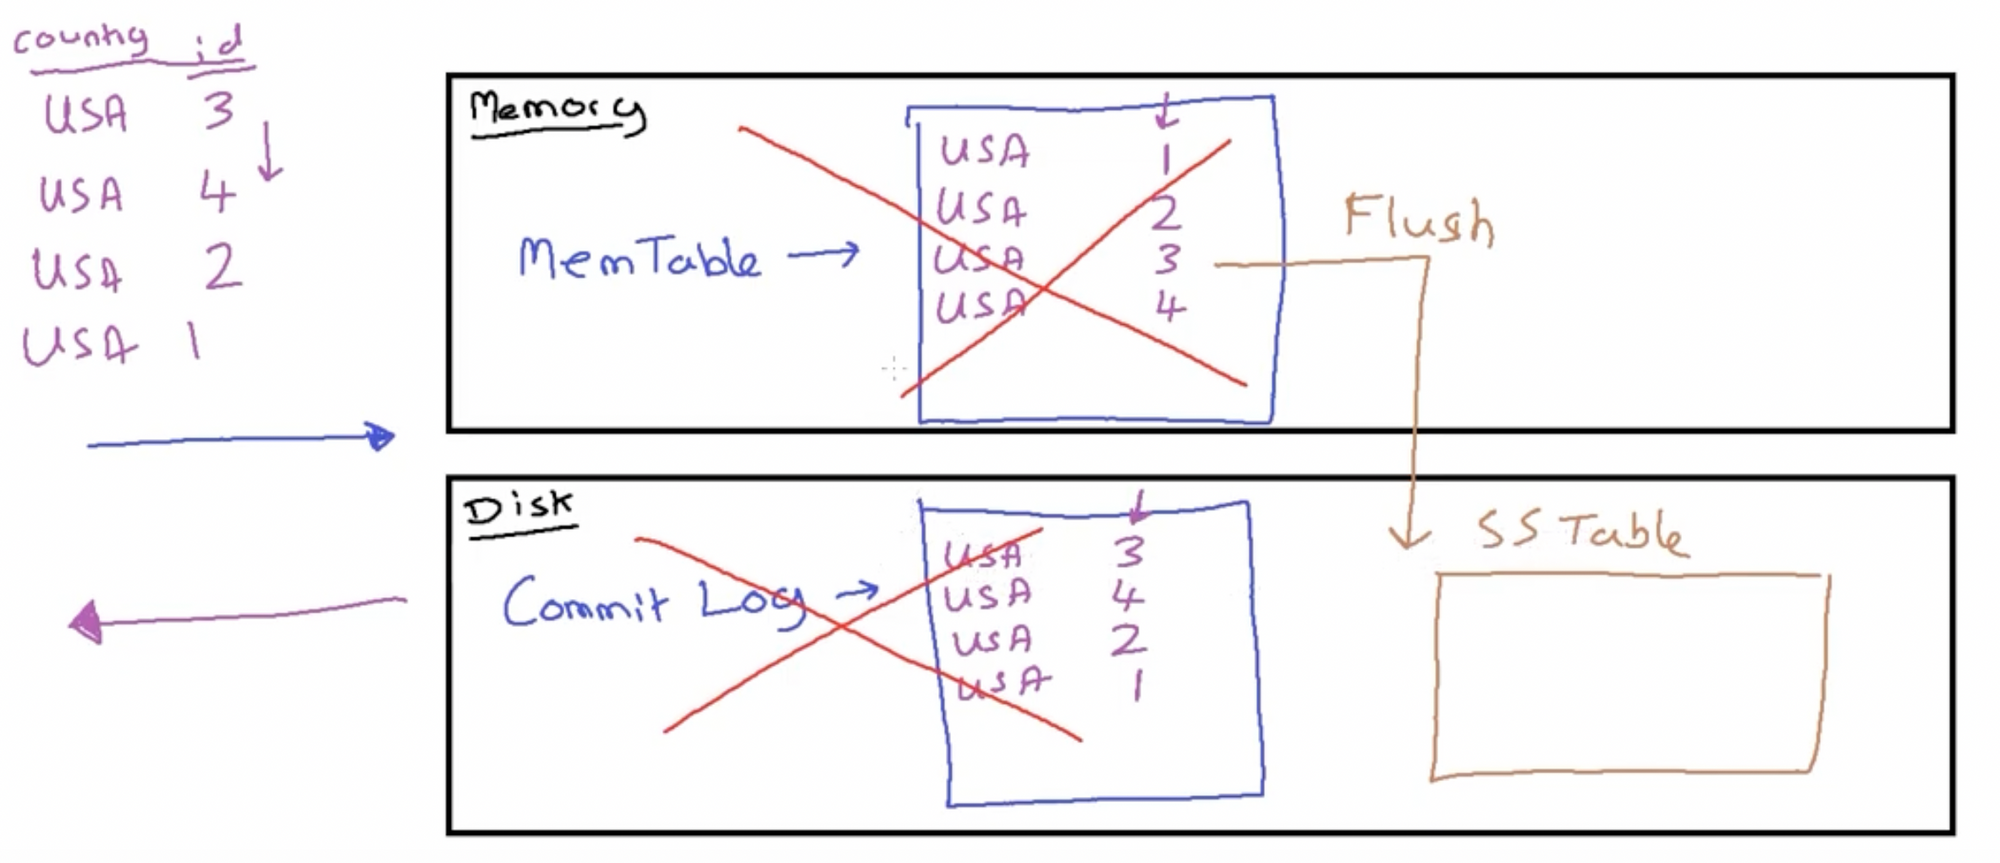 country id
USA 3
USA 4
USA 2
USA 1
Memory
MemTable
USA 1
USA 2
USA 3
USA 4
Flush
Disk
Commit Log
USA 3
USA 4
USA 2
USA 1
SS Table